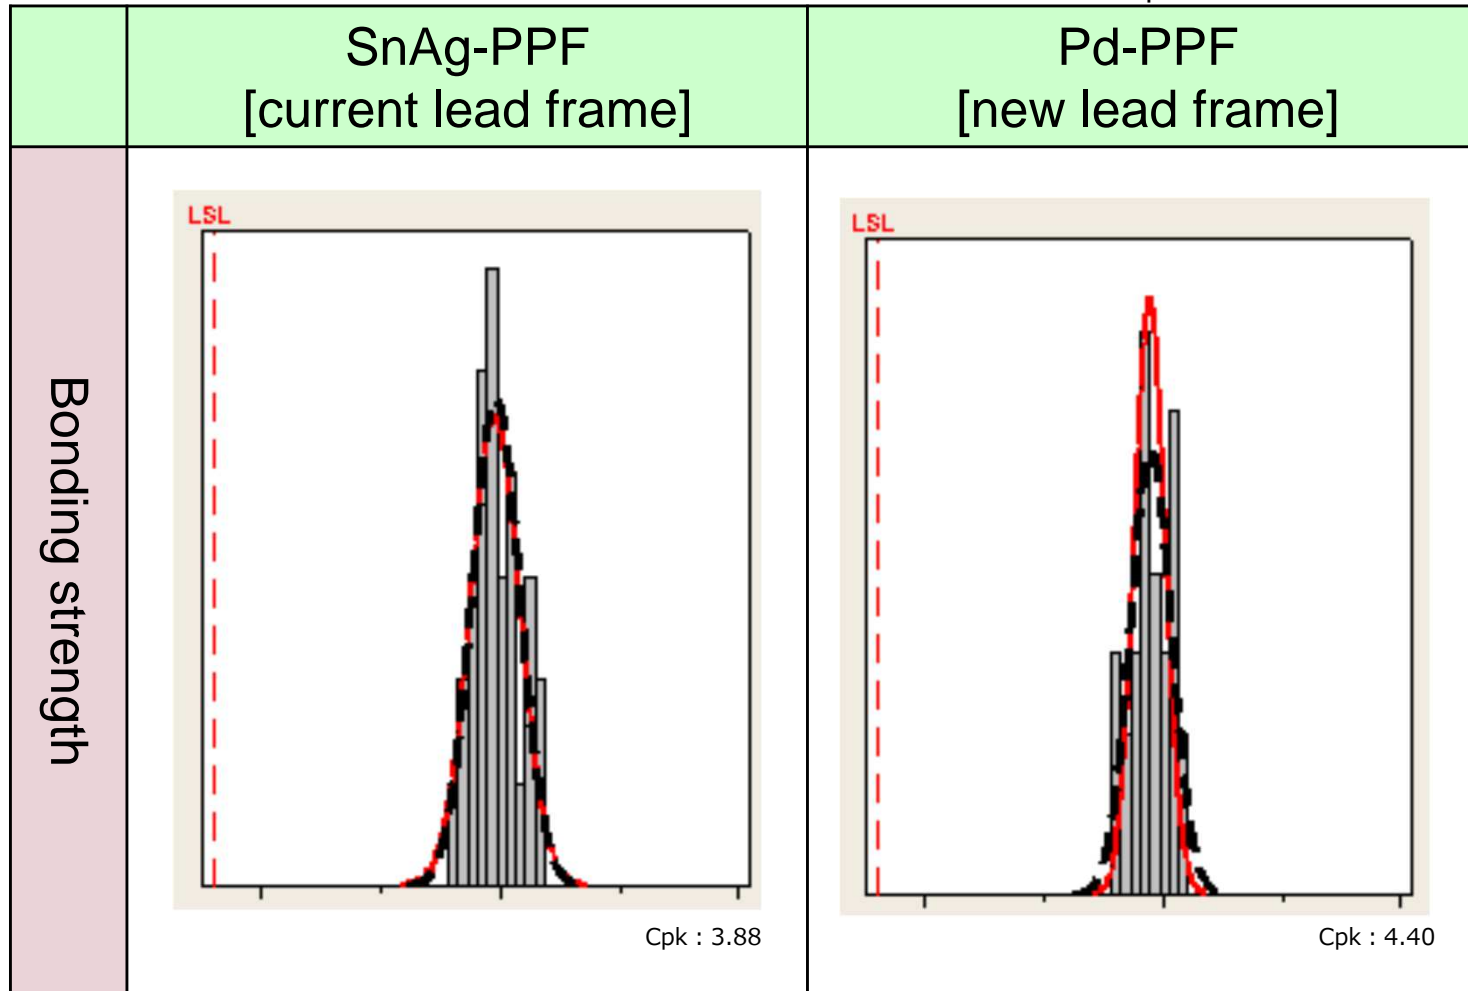 SnAg-PPF
[current lead frame]
Pd-PPF
[new lead frame]
Bonding strength
LSL
LSL
Cpk : 3.88
Cpk : 4.40